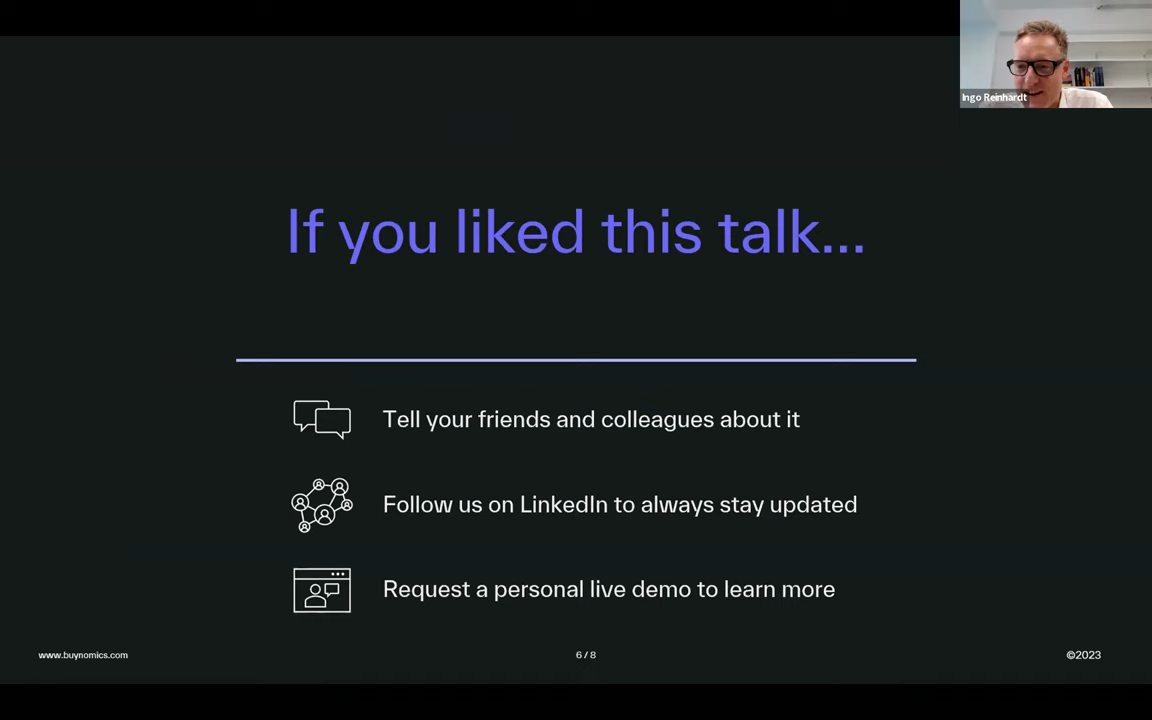 Ingo Reinhardt
If you liked this talk...
Tell your friends and colleagues about it
Follow us on LinkedIn to always stay updated
Request a personal live demo to learn more
www.buynomics.com
6 / 8
©2023